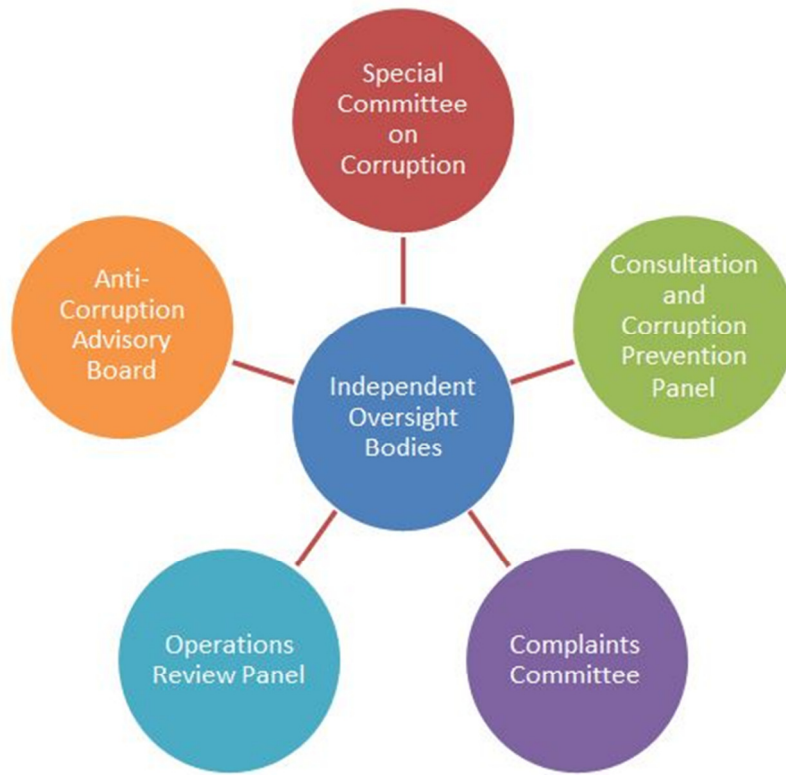 Special
Committee
on
Corruption
Consultation
and
Corruption
Prevention
Panel
Complaints
Committee
Operations
Review Panel
Anti-
Corruption
Advisory
Board
Independent
Oversight
Bodies